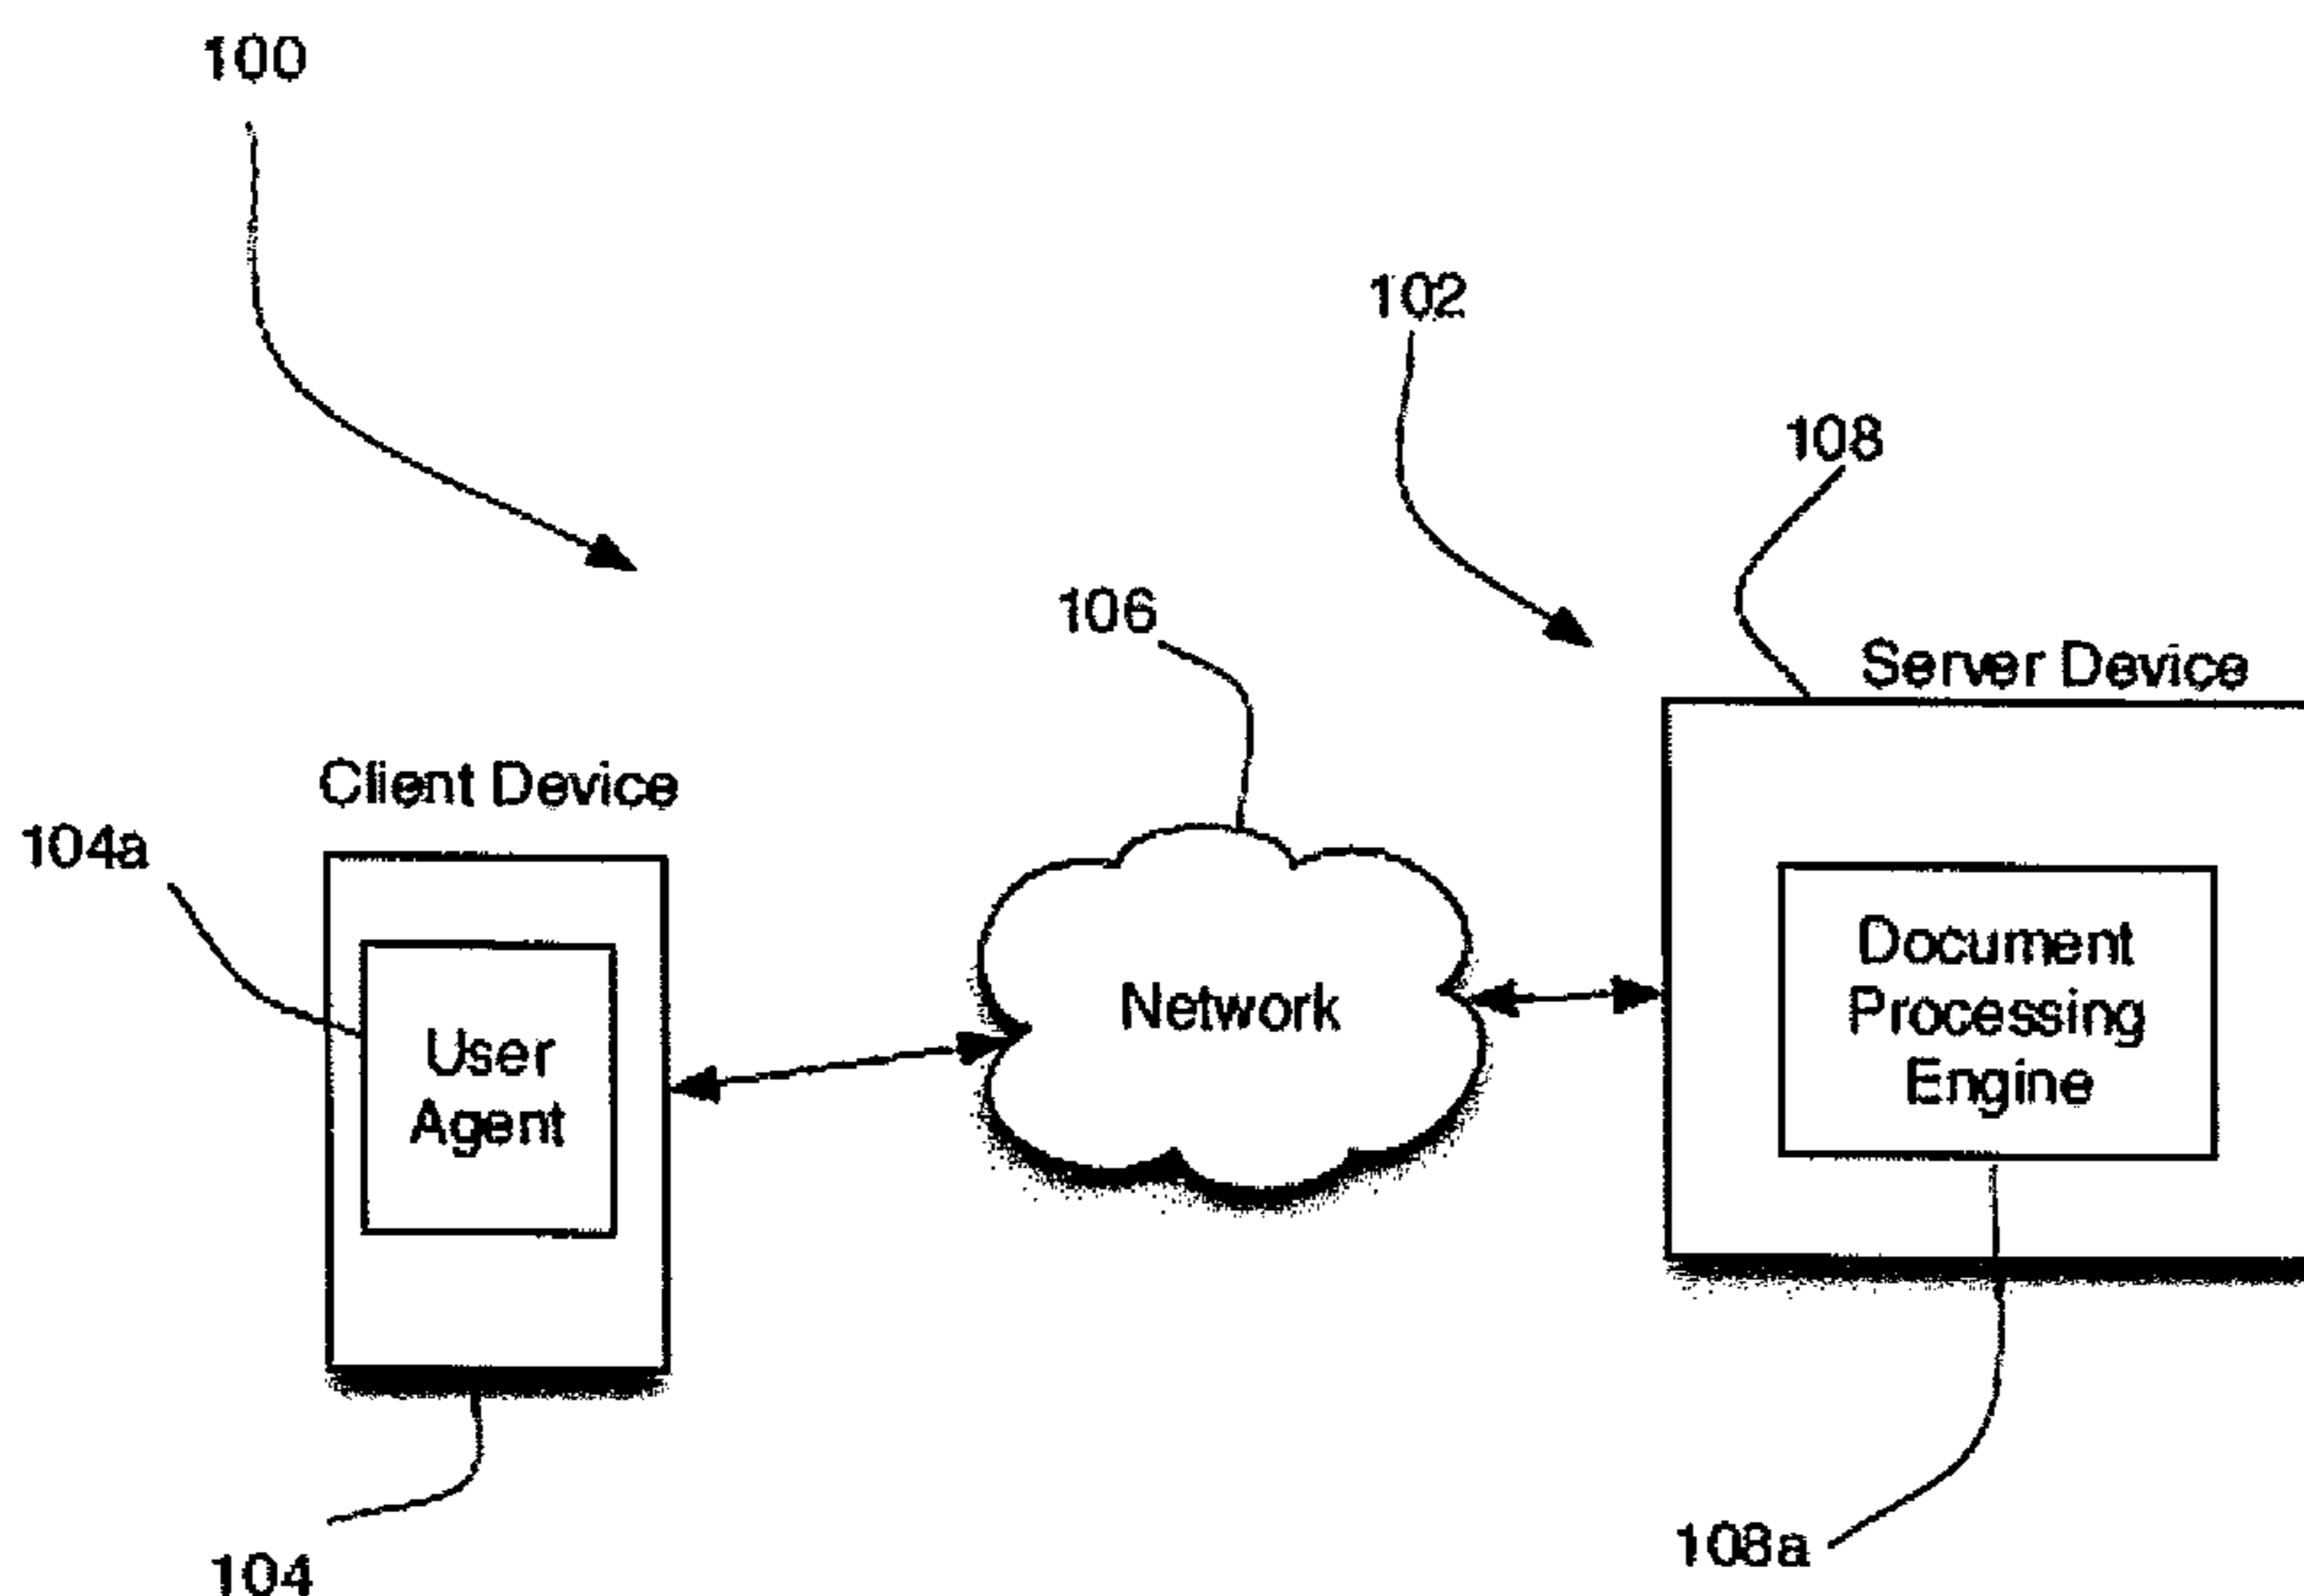 100
102
108
106
Server Device
Client Device
104a
Document
Processing
Engine
Network
User
Agent
108a
104